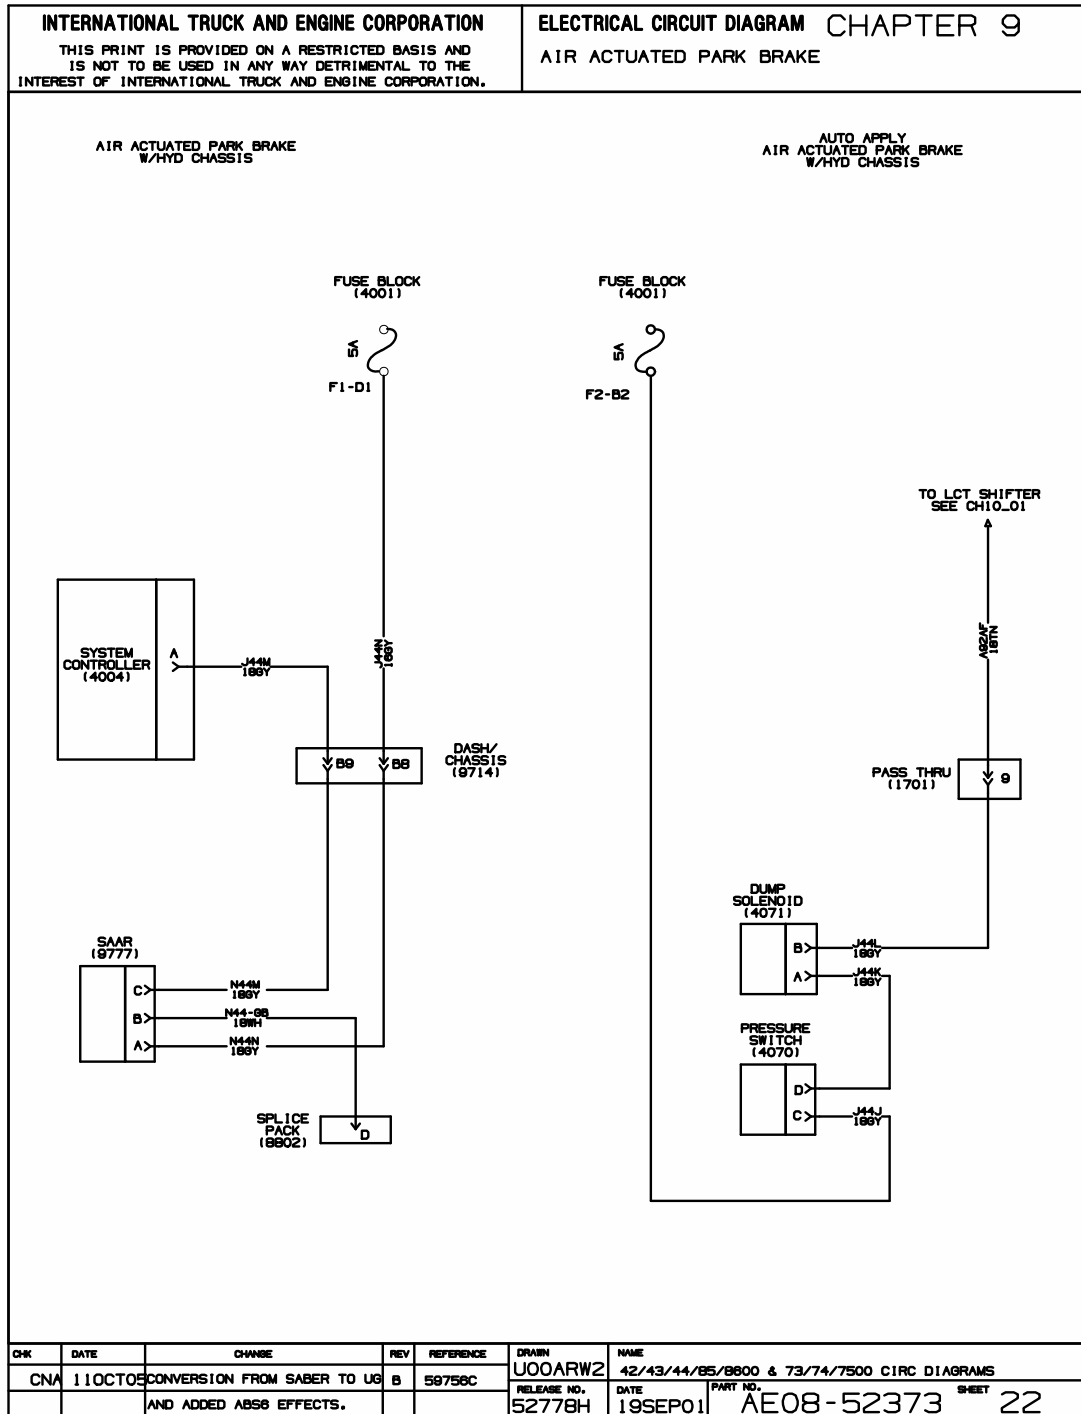 INTERNATIONAL TRUCK AND ENGINE CORPORATION
THIS PRINT IS PROVIDED ON A RESTRICTED BASIS AND
IS NOT TO BE USED IN ANY WAY DETRIMENTAL TO THE
INTEREST OF INTERNATIONAL TRUCK AND ENGINE CORPORATION.
ELECTRICAL CIRCUIT DIAGRAM CHAPTER 9
AIR ACTUATED PARK BRAKE
AIR ACTUATED PARK BRAKE
W/HYD CHASSIS
AUTO APPLY
AIR ACTUATED PARK BRAKE
W/HYD CHASSIS
FUSE BLOCK
(4001)
5A
F1-D1
FUSE BLOCK
(4001)
5A
F2-B2
TO LCT SHIFTER
SEE CH10_01
A92AF
18TN
SYSTEM
CONTROLLER
(4004)
A
J44M
18GY
J44N
18GY
B9
B8
DASH/
CHASSIS
(9714)
PASS THRU
(1701)
9
DUMP
SOLENOID
(4071)
B
J44L
18GY
A
J44K
18GY
SAAR
(9777)
C
N44M
18GY
B
N44-GB
18WH
A
N44N
18GY
PRESSURE
SWITCH
(4070)
D
C
J44J
18GY
SPLICE
PACK
(8802)
D
CHK DATE CHANGE REV REFERENCE
CNA 11OCT05 CONVERSION FROM SABER TO UG B 59756C
AND ADDED ABS6 EFFECTS.
DRAWN
U00ARW2
NAME
42/43/44/85/8600 & 73/74/7500 CIRC DIAGRAMS
RELEASE NO.
52778H
DATE
19SEP01
PART NO.
AE08-52373
SHEET
22